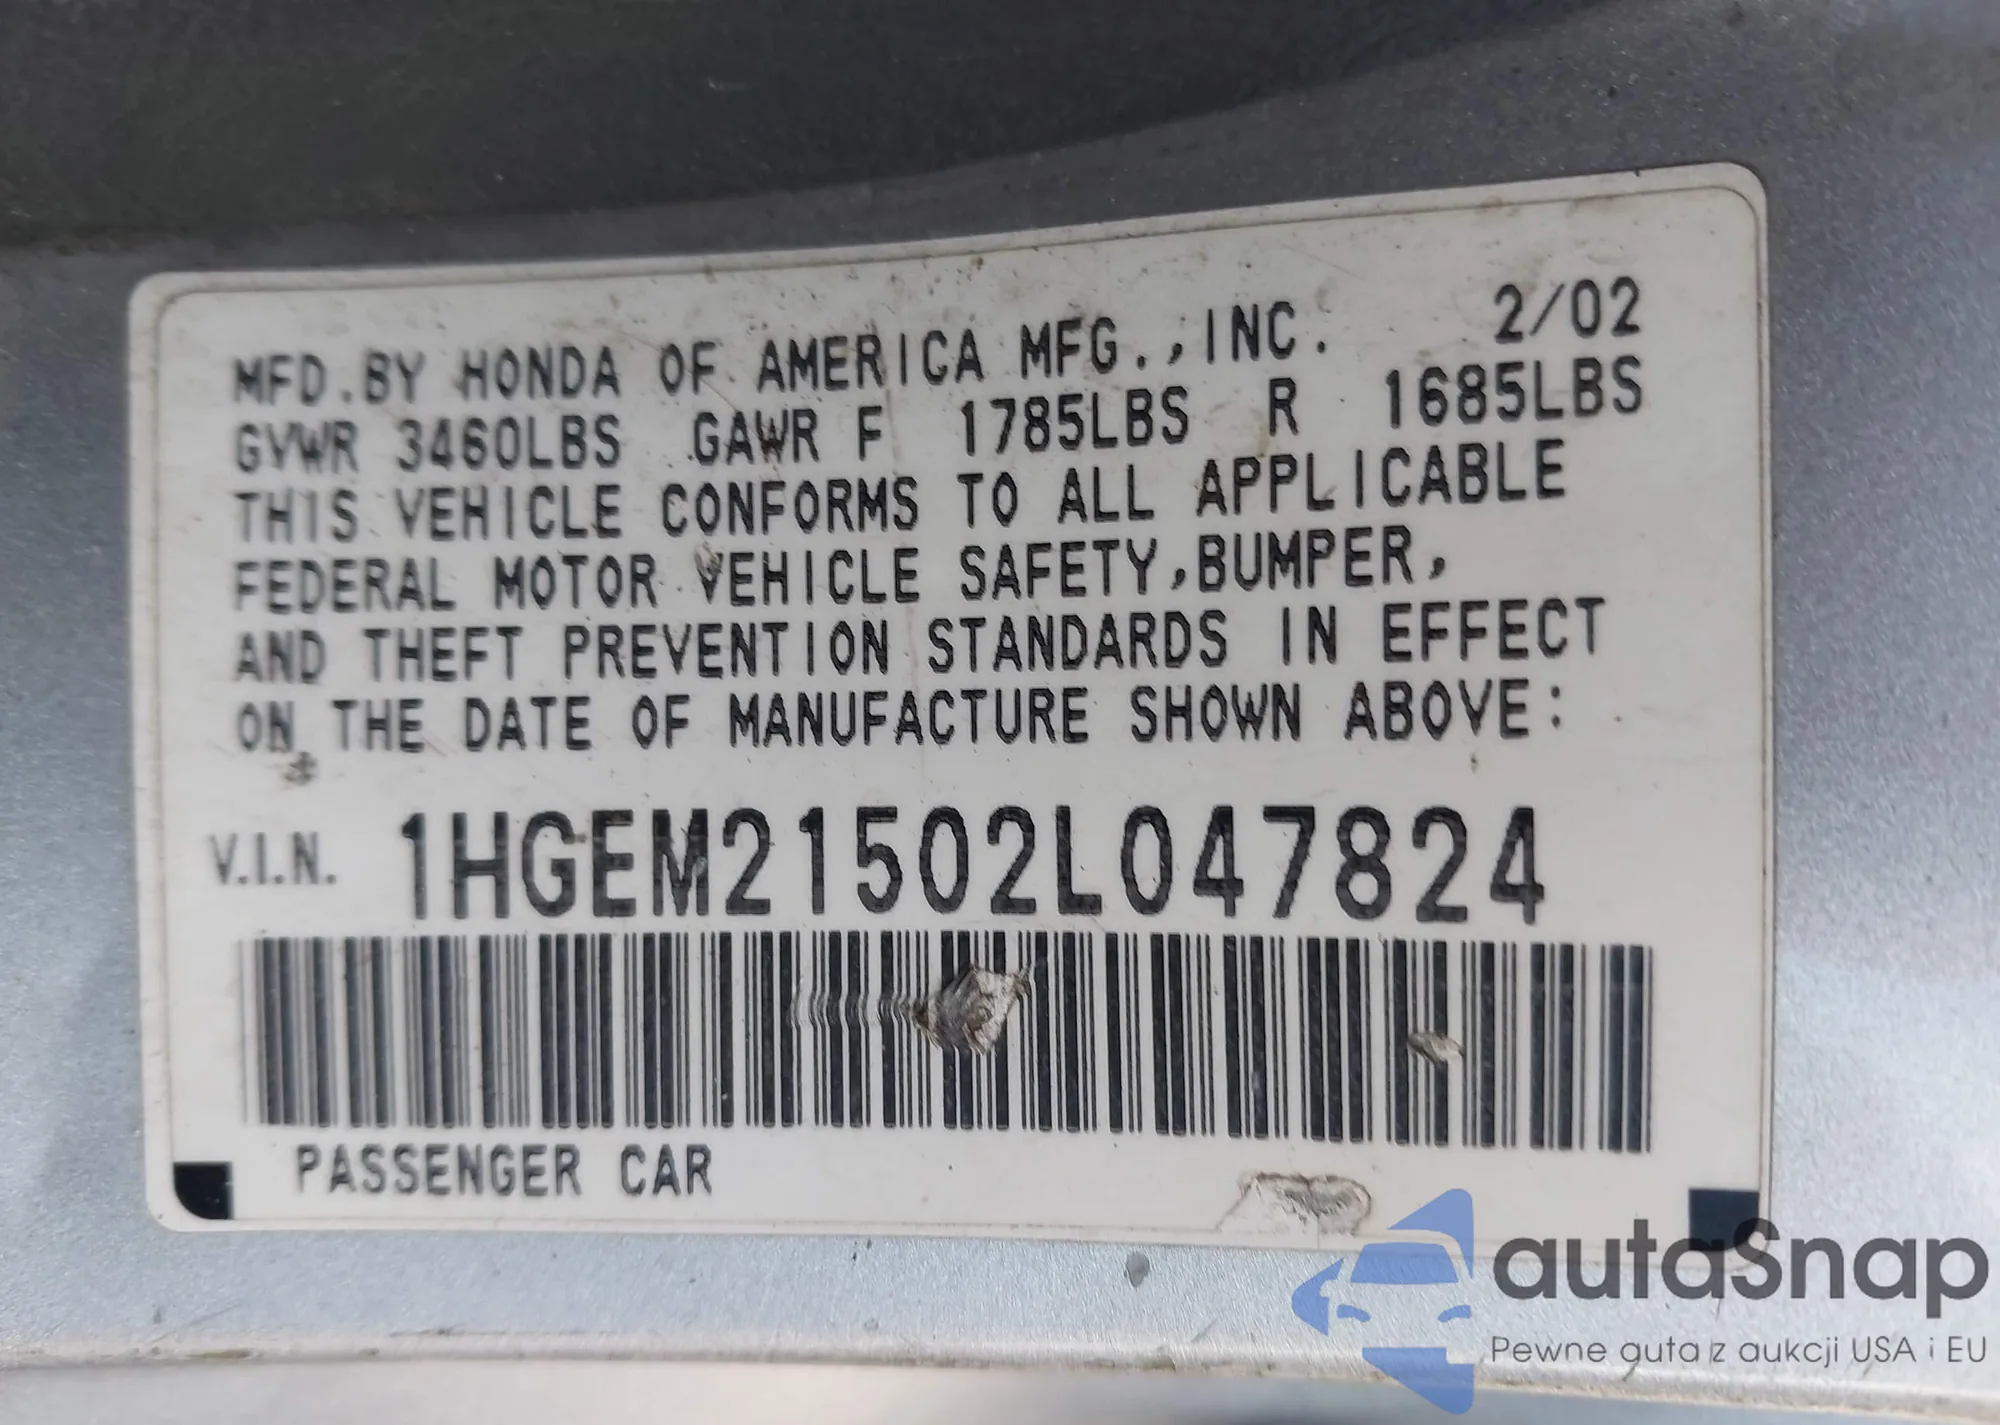 MFD.BY HONDA OF AMERICA MFG.,INC. 2/02
GVWR 3460LBS GAWR F 1785LBS R 1685LBS
THIS VEHICLE CONFORMS TO ALL APPLICABLE
FEDERAL MOTOR VEHICLE SAFETY,BUMPER,
AND THEFT PREVENTION STANDARDS IN EFFECT
ON THE DATE OF MANUFACTURE SHOWN ABOVE:
V.I.N. 1HGEM21502L047824
PASSENGER CAR
autaSnap
Pewne auta z aukcji USA i EU